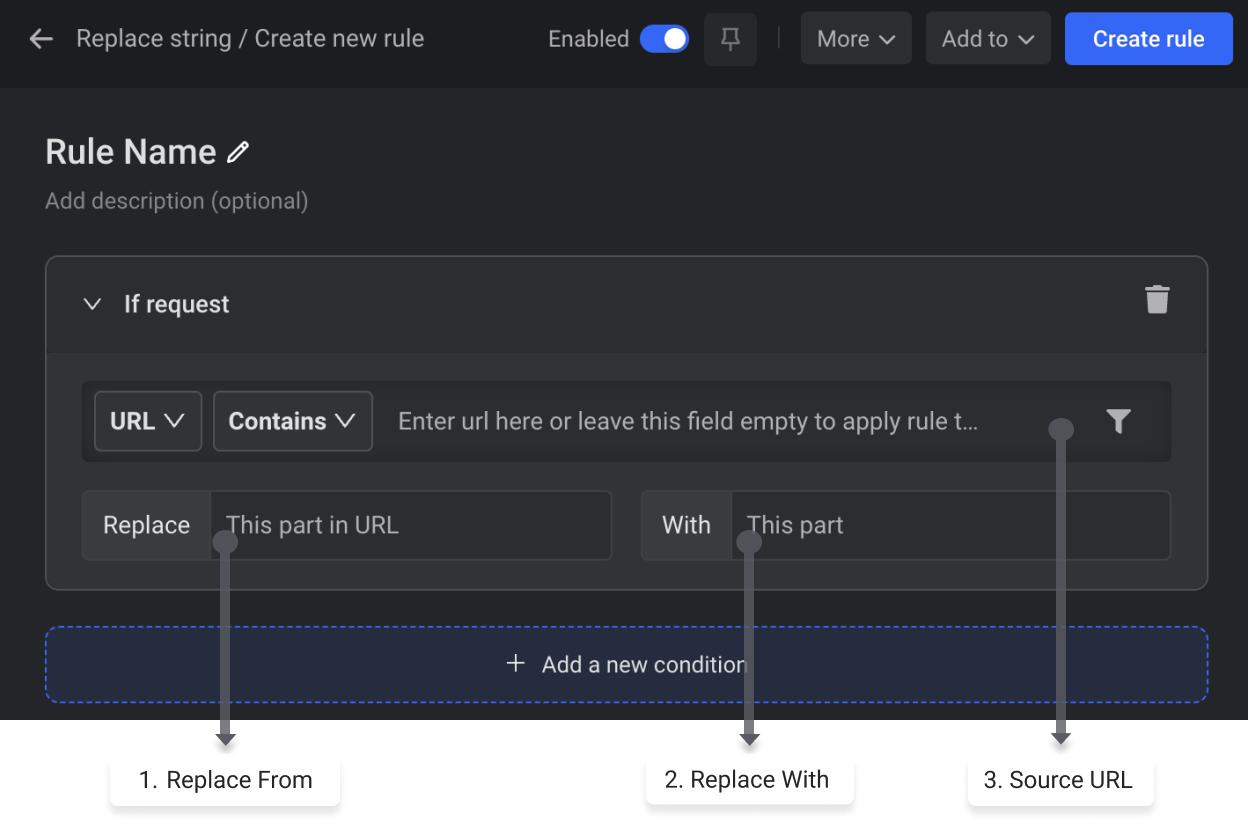 Replace string / Create new rule
Enabled
More
Add to
Create rule
Rule Name
Add description (optional)
If request
URL
Contains
Enter url here or leave this field empty to apply rule t...
Replace
This part in URL
With
This part
+ Add a new condition
1. Replace From
2. Replace With
3. Source URL